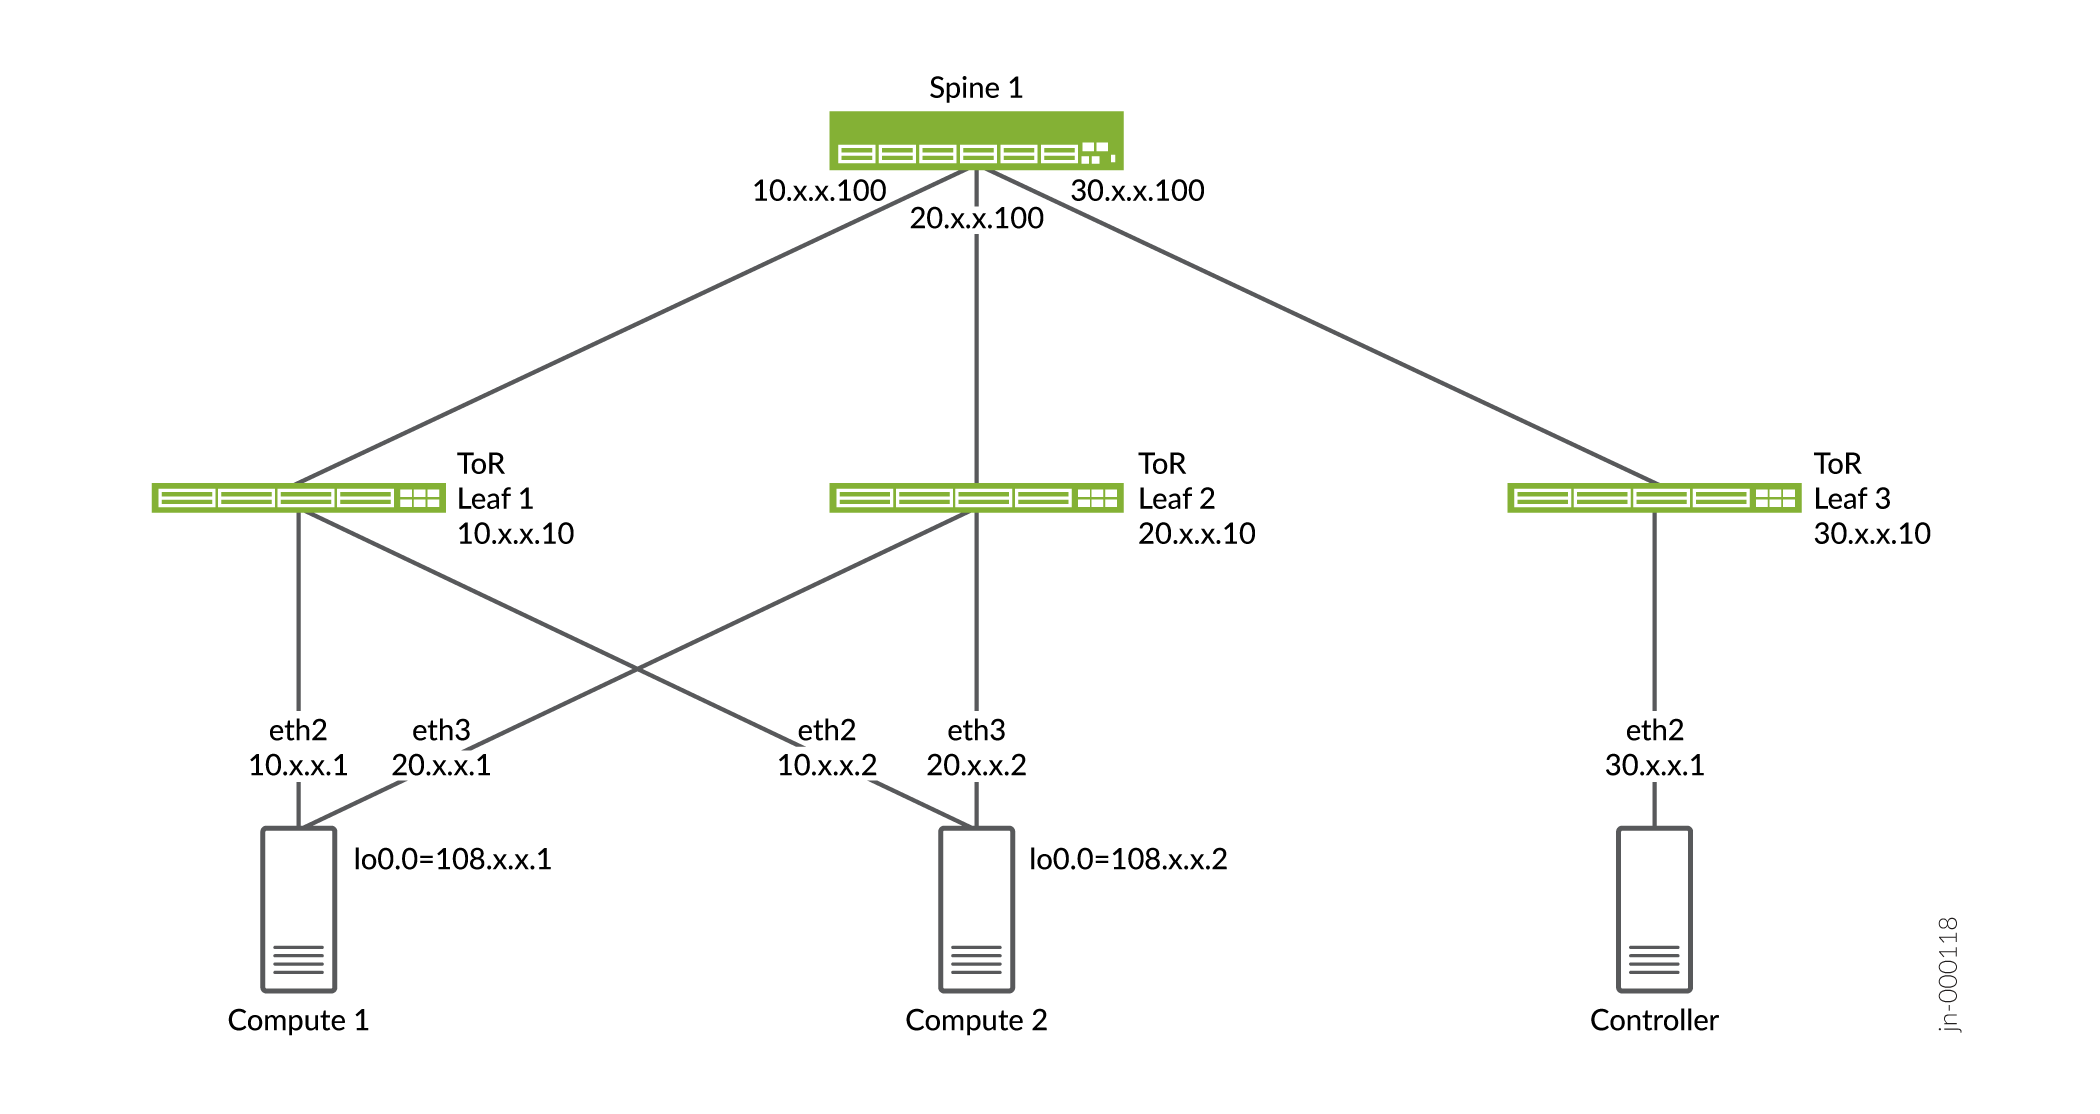 Spine 1
10.x.x.100
20.x.x.100
30.x.x.100
ToR
Leaf 1
10.x.x.10
ToR
Leaf 2
20.x.x.10
ToR
Leaf 3
30.x.x.10
eth2
10.x.x.1
eth3
20.x.x.1
eth2
10.x.x.2
eth3
20.x.x.2
eth2
30.x.x.1
lo0.0=108.x.x.1
lo0.0=108.x.x.2
Compute 1
Compute 2
Controller
jn-000118